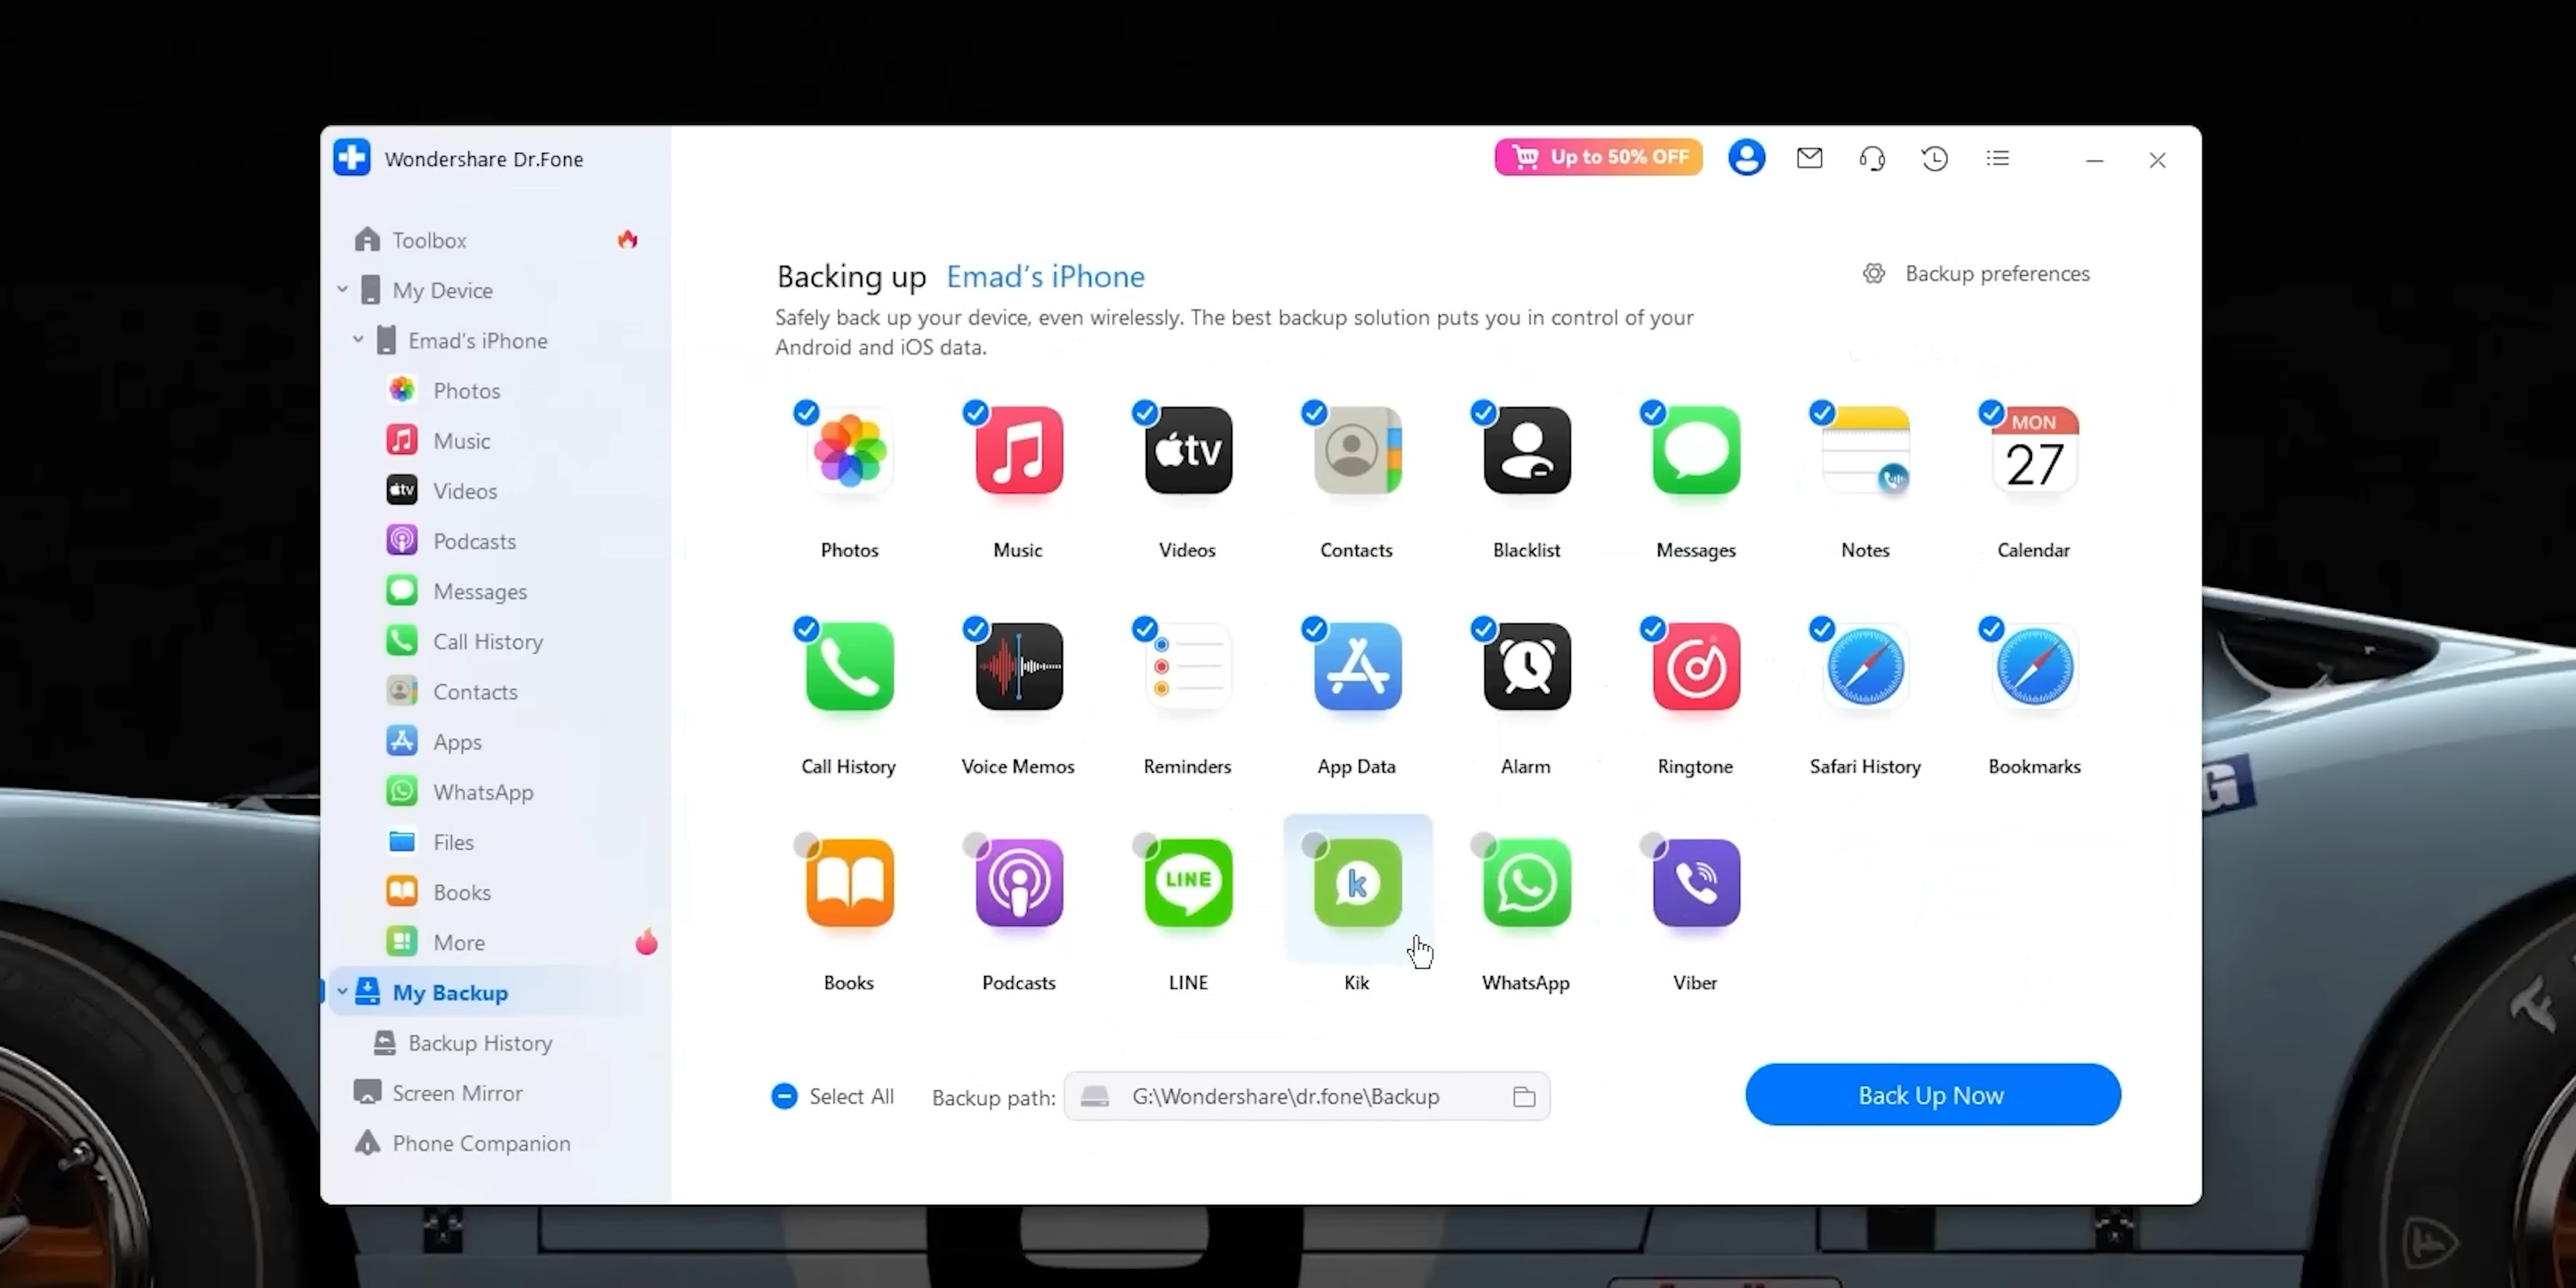 Wondershare Dr.Fone
Up to 50% OFF
Toolbox
My Device
Emad's iPhone
Photos
Music
tv
Videos
Podcasts
Messages
Call History
Contacts
Apps
WhatsApp
Files
Books
More
My Backup
Backup History
Screen Mirror
Phone Companion
Backing up Emad's iPhone
Backup preferences
Safely back up your device, even wirelessly. The best backup solution puts you in control of your
Android and iOS data.
tv
MON
27
Photos Music Videos Contacts Blacklist Messages Notes Calendar
Call History Voice Memos Reminders App Data Alarm Ringtone Safari History Bookmarks
LINE
k
Books Podcasts LINE Kik WhatsApp Viber
Select All Backup path: G:\Wondershare\dr.fone\Backup
Back Up Now
G